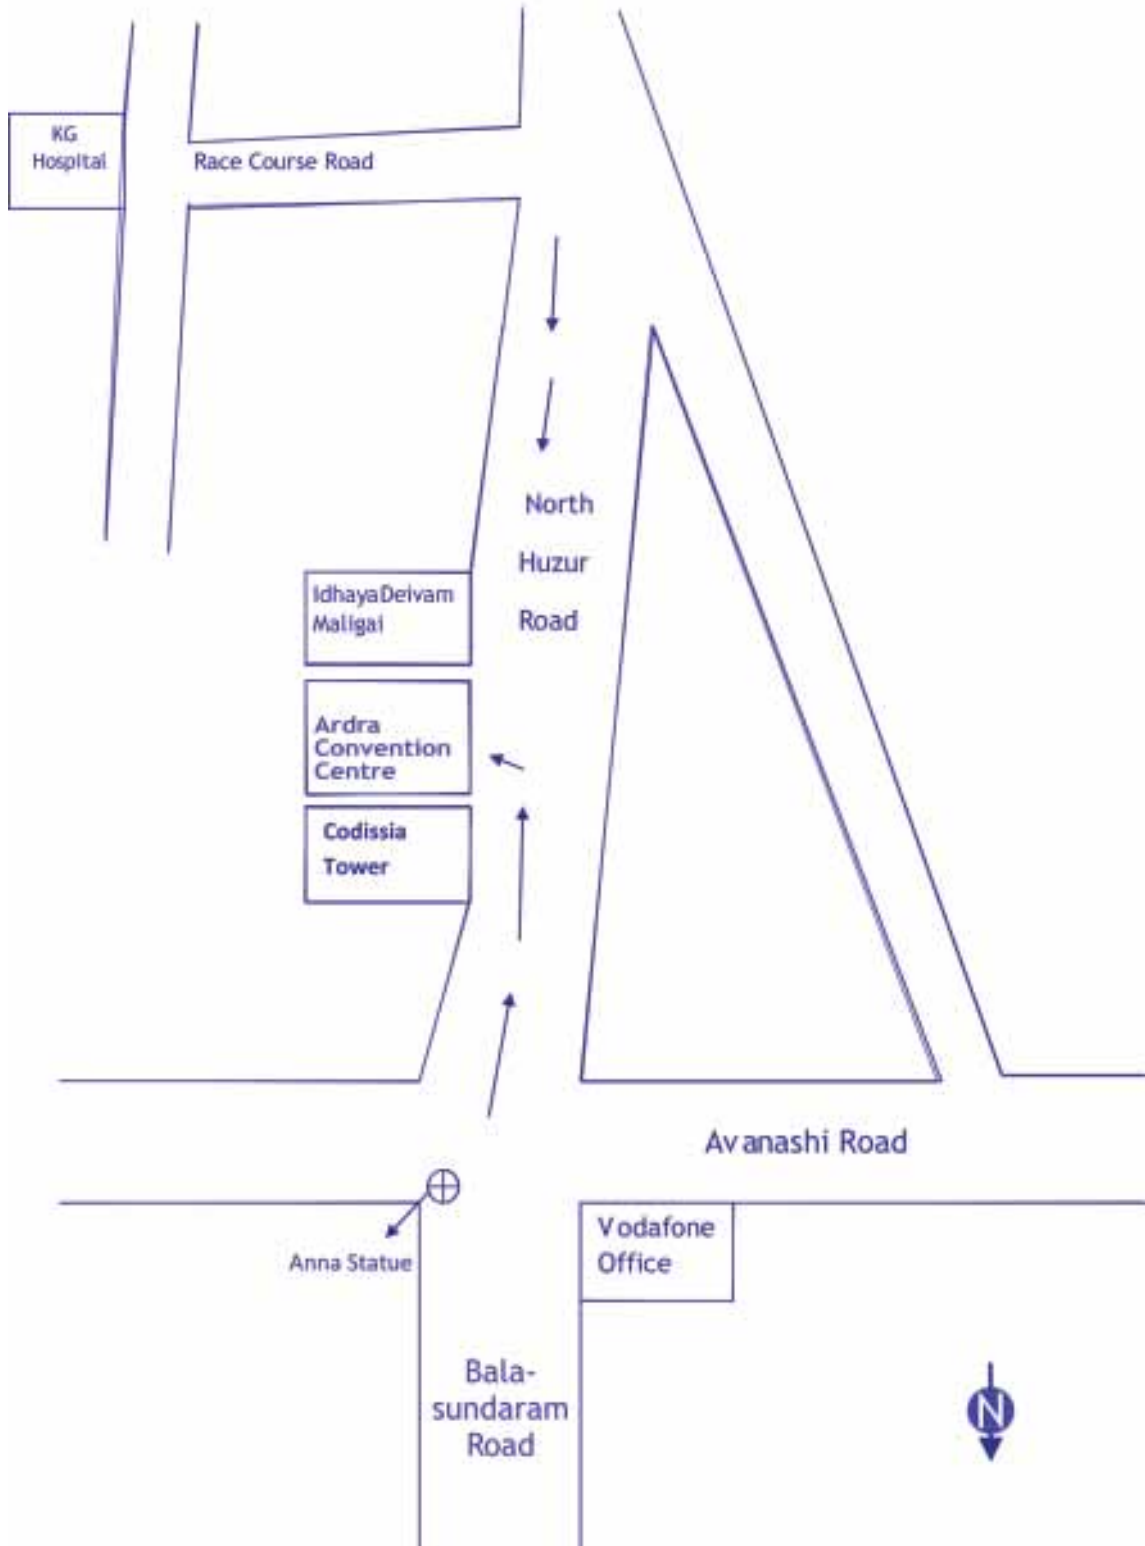 KG
Hospital
Race Course Road
North
Huzur
Road
IdhayaDeivam
Maligai
Ardra
Convention
Centre
Codissia
Tower
Avanashi Road
Anna Statue
Vodafone
Office
Bala-
sundaram
Road
N